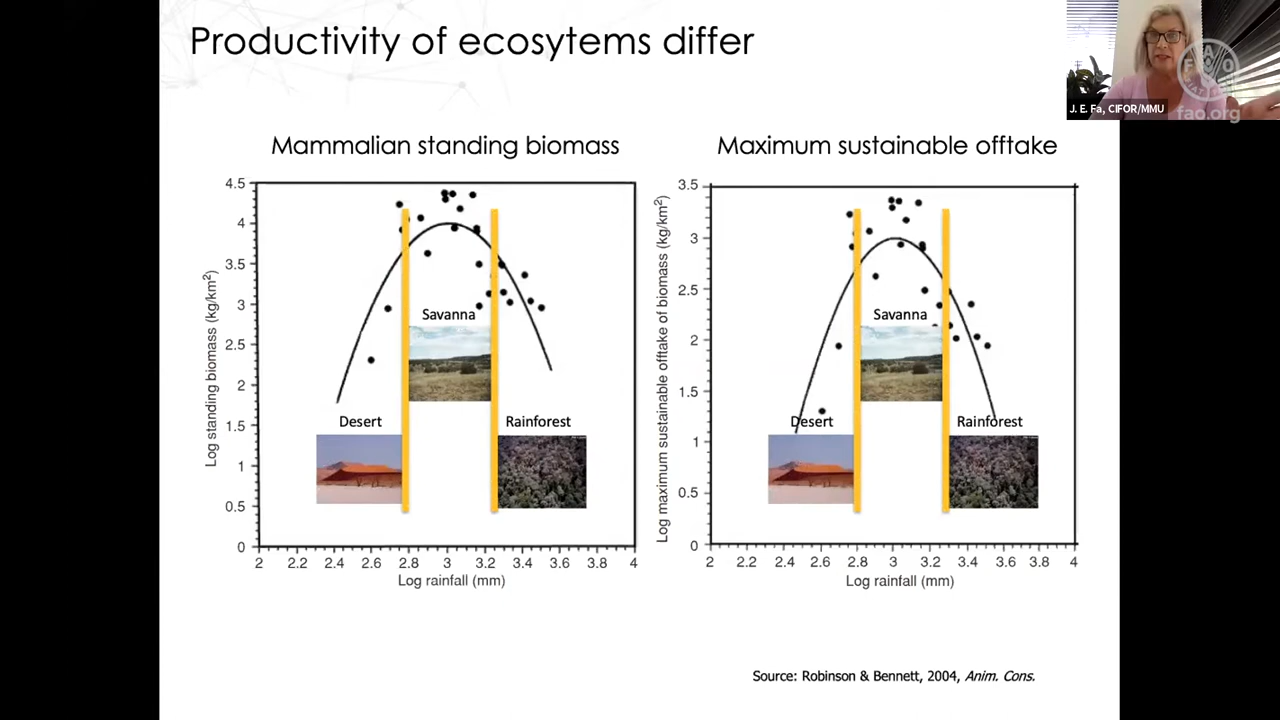 Productivity of ecosytems differ
J. E. Fa, CIFOR/MMU
FAO
FIAT PANIS
fao.org
Mammalian standing biomass
Maximum sustainable offtake
Log standing biomass (kg/km²)
4.5
4
3.5
3
2.5
2
1.5
1
0.5
0
Savanna
Desert
Rainforest
2 2.2 2.4 2.6 2.8 3 3.2 3.4 3.6 3.8 4
Log rainfall (mm)
Log maximum sustainable offtake of biomass (kg/km²)
3.5
3
2.5
2
1.5
1
0.5
0
Savanna
Desert
Rainforest
2 2.2 2.4 2.6 2.8 3 3.2 3.4 3.6 3.8 4
Log rainfall (mm)
Source: Robinson & Bennett, 2004, Anim. Cons.